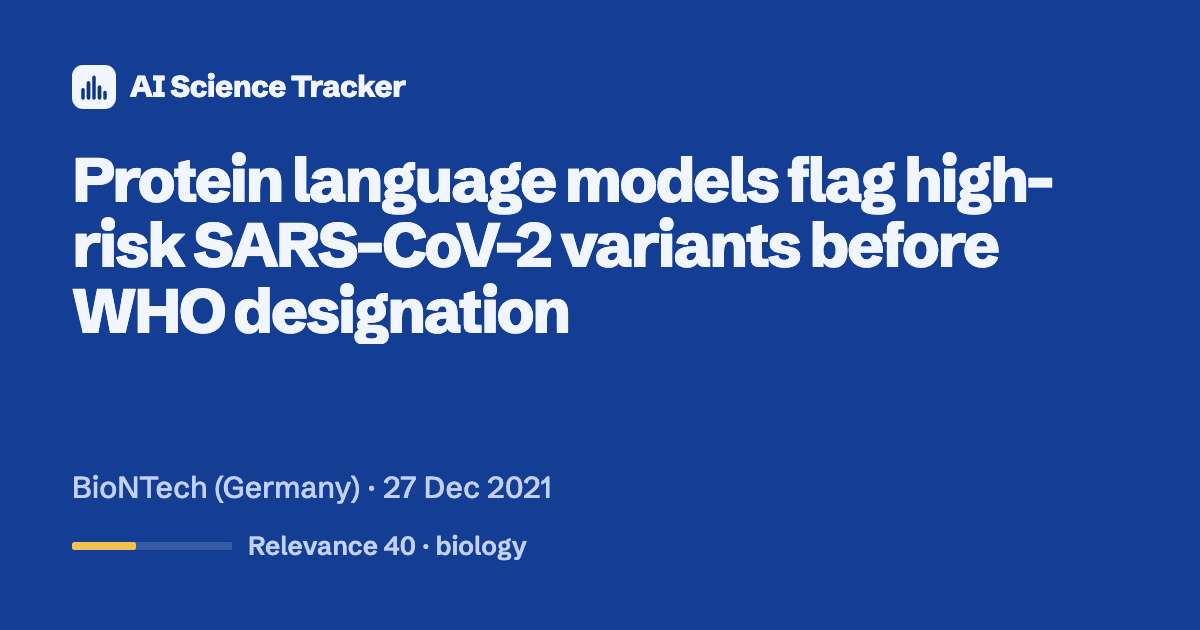 AI Science Tracker
Protein language models flag high-
risk SARS-CoV-2 variants before
WHO designation
BioNTech (Germany) · 27 Dec 2021
Relevance 40 · biology